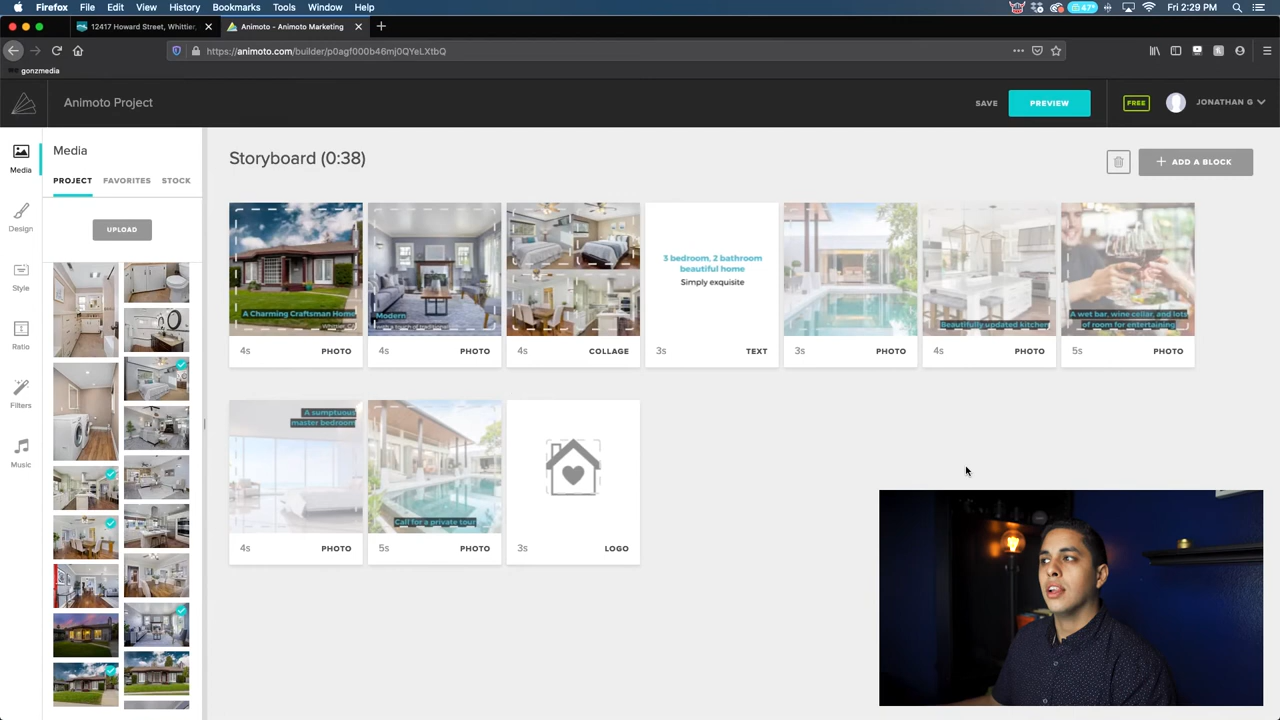 Firefox File Edit View History Bookmarks Tools Window Help
47°
Fri 2:29 PM
12417 Howard Street, Whittier,
Animoto - Animoto Marketing
https://animoto.com/builder/p0agf000b46mj0QYeLXtbQ
gonzmedia
Animoto Project
SAVE
PREVIEW
FREE
JONATHAN G
Media
Design
Style
Ratio
Filters
Music
Media
PROJECT FAVORITES STOCK
UPLOAD
Storyboard (0:38)
+ ADD A BLOCK
A Charming Craftsman Home
4s PHOTO
Modern
4s PHOTO
4s COLLAGE
3 bedroom, 2 bathroom
beautiful home
Simply exquisite
3s TEXT
3s PHOTO
Beautifully updated kitchen
4s PHOTO
A wet bar, wine cellar, and lots
of room for entertaining
5s PHOTO
A sumptuous
master bedroom
4s PHOTO
Call for a private tour
5s PHOTO
3s LOGO